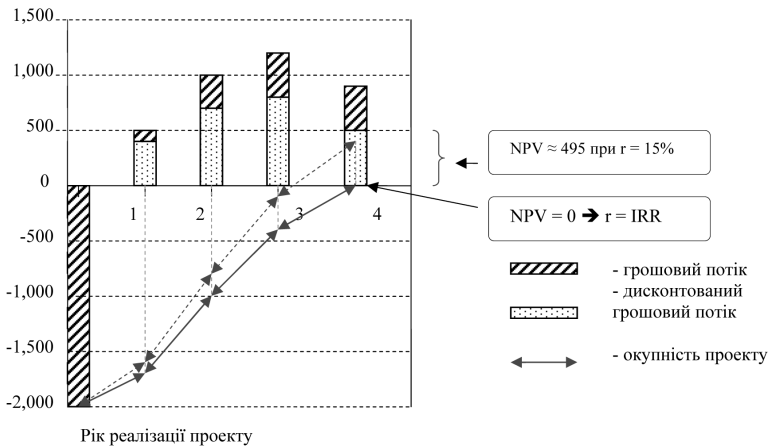 1,500
1,000
500
0
-500
-1,000
-1,500
-2,000
1
2
3
4
Рік реалізації проекту
NPV ≈ 495 при r = 15%
NPV = 0 ➔ r = IRR
- грошовий потік
- дисконтований
грошовий потік
- окупність проекту